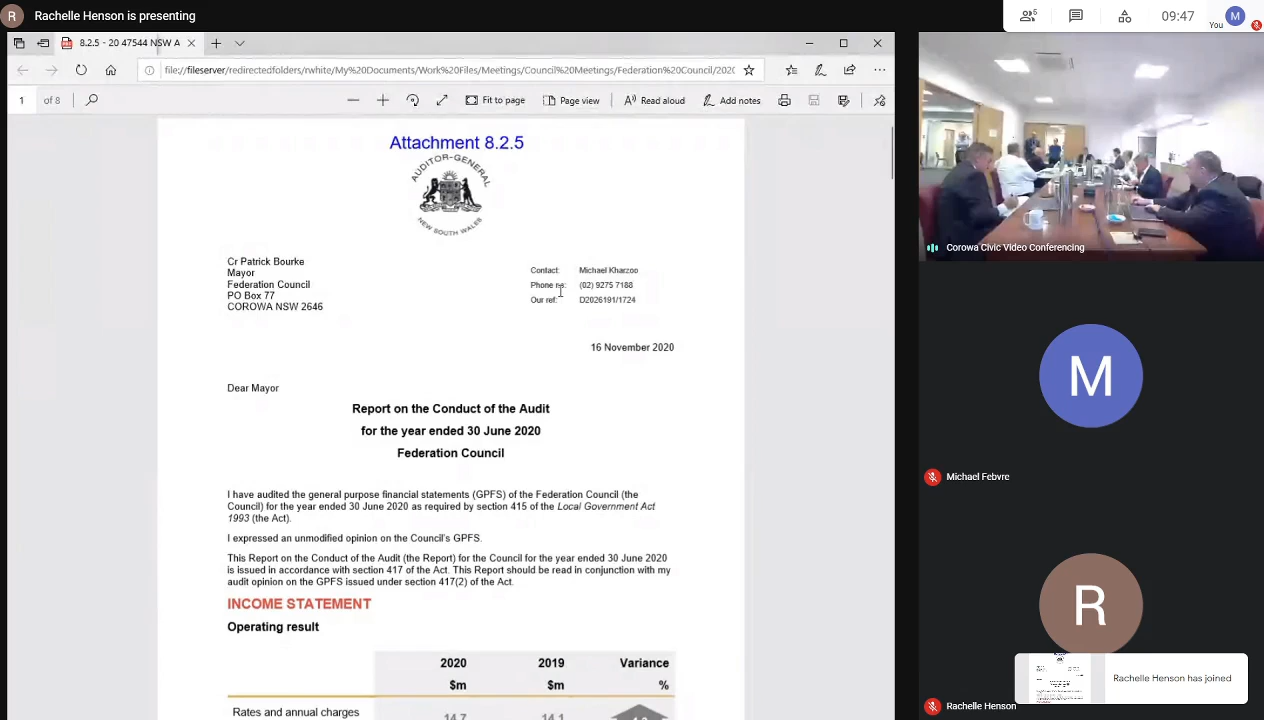 R Rachelle Henson is presenting
5
09:47
You
M
8.2.5 - 20 47544 NSW A
file://fileserver/redirectedfolders/rwhite/My%20Documents/Work%20Files/Meetings/Council%20Meetings/Federation%20Council/2020
1 of 8
Fit to page
Page view
Read aloud
Add notes
Attachment 8.2.5
AUDITOR-GENERAL
NEW SOUTH WALES
Cr Patrick Bourke
Mayor
Federation Council
PO Box 77
COROWA NSW 2646
Contact: Michael Kharzoo
Phone no: (02) 9275 7188
Our ref: D2026191/1724
16 November 2020
Dear Mayor
Report on the Conduct of the Audit
for the year ended 30 June 2020
Federation Council
I have audited the general purpose financial statements (GPFS) of the Federation Council (the
Council) for the year ended 30 June 2020 as required by section 415 of the Local Government Act
1993 (the Act).
I expressed an unmodified opinion on the Council's GPFS.
This Report on the Conduct of the Audit (the Report) for the Council for the year ended 30 June 2020
is issued in accordance with section 417 of the Act. This Report should be read in conjunction with my
audit opinion on the GPFS issued under section 417(2) of the Act.
INCOME STATEMENT
Operating result
2020 2019 Variance
$m $m %
Rates and annual charges 14.7 14.1
Corowa Civic Video Conferencing
M
Michael Febvre
R
Rachelle Henson has joined
Rachelle Henson